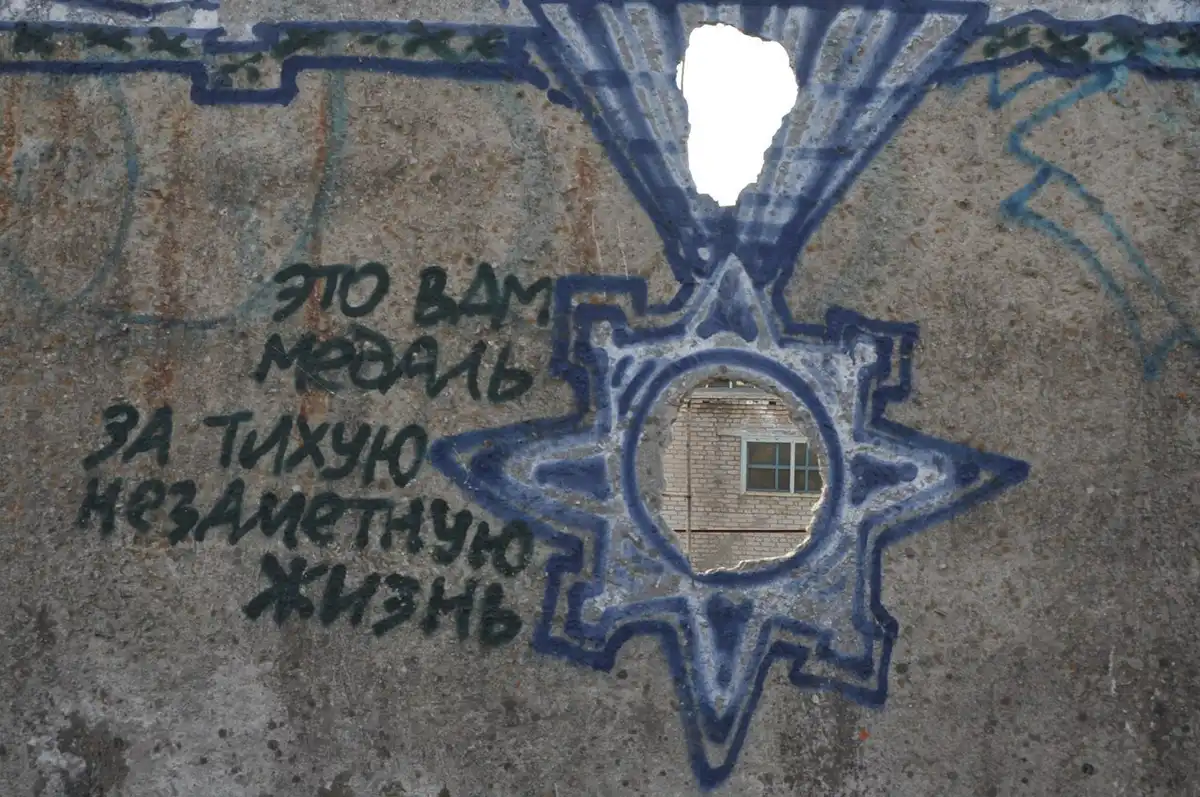 ЭТО ВАМ
МЕДАЛЬ
ЗА ТИХУЮ
НЕЗАМЕТНУЮ
ЖИЗНЬ